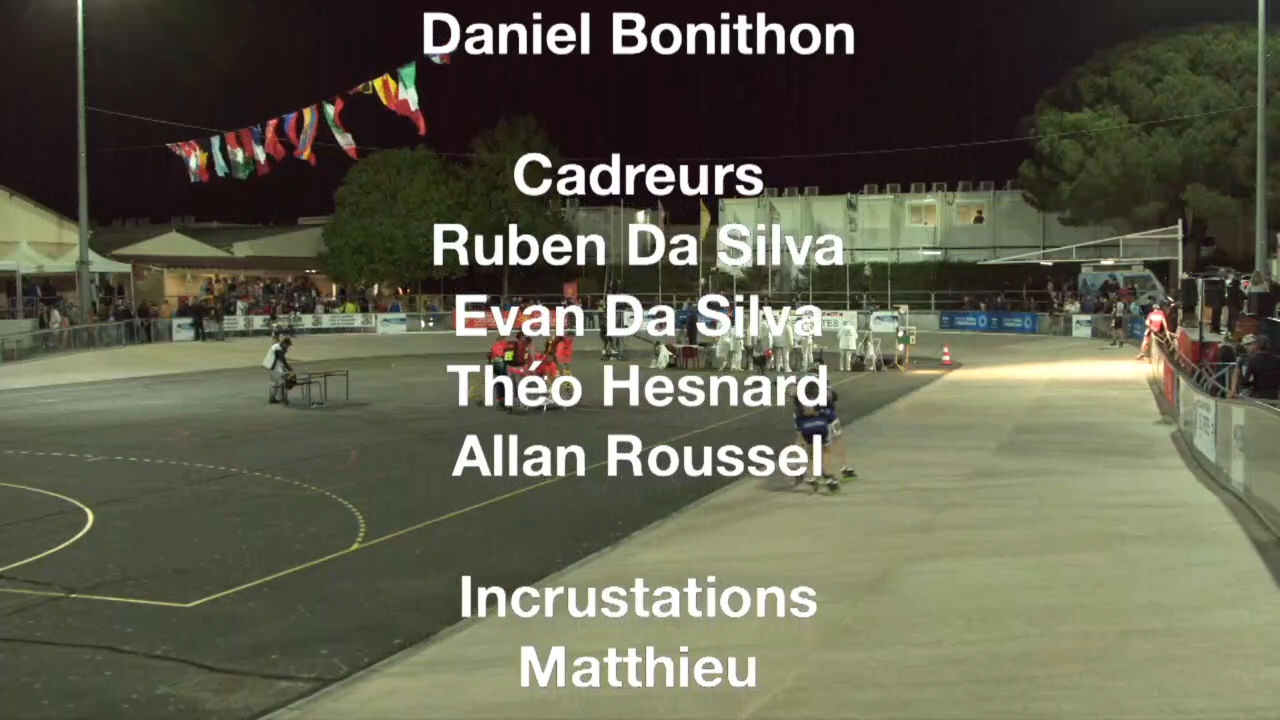 Daniel Bonithon
Cadreurs
Ruben Da Silva
Evan Da Silva
Théo Hesnard
Allan Roussel
Incrustations
Matthieu